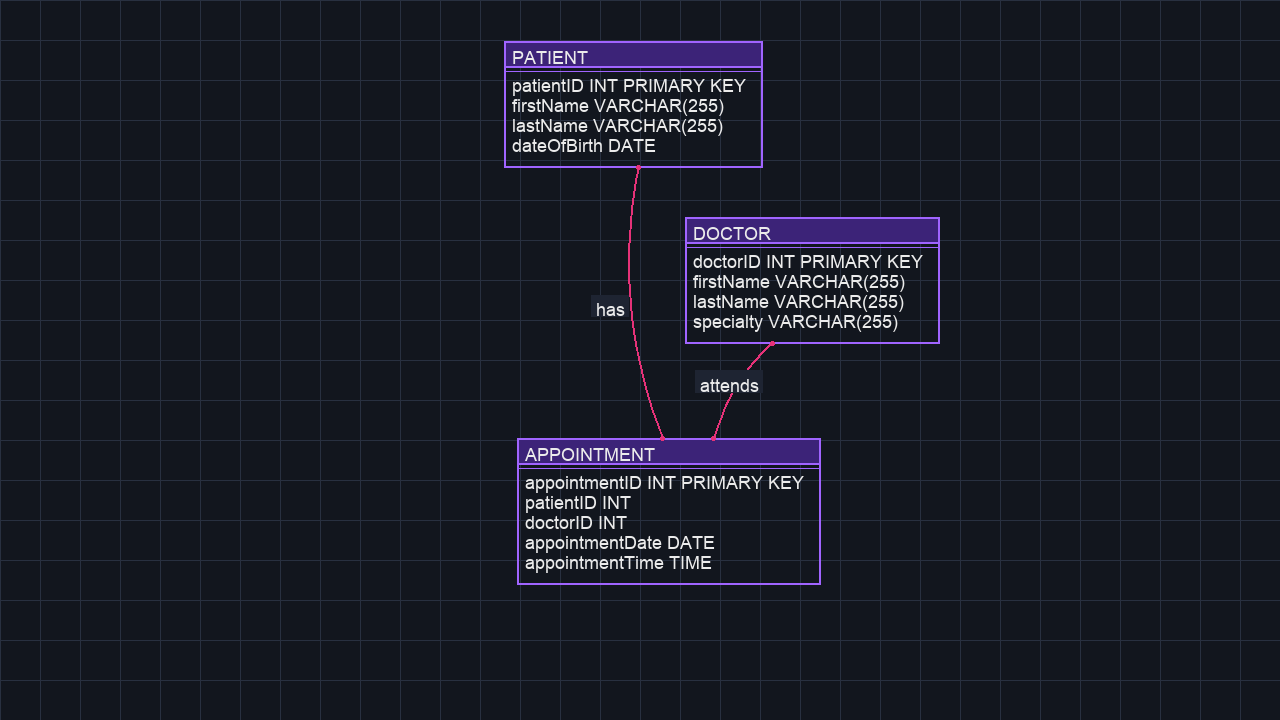 PATIENT
patientID INT PRIMARY KEY
firstName VARCHAR(255)
lastName VARCHAR(255)
dateOfBirth DATE
DOCTOR
doctorID INT PRIMARY KEY
firstName VARCHAR(255)
lastName VARCHAR(255)
specialty VARCHAR(255)
has
attends
APPOINTMENT
appointmentID INT PRIMARY KEY
patientID INT
doctorID INT
appointmentDate DATE
appointmentTime TIME